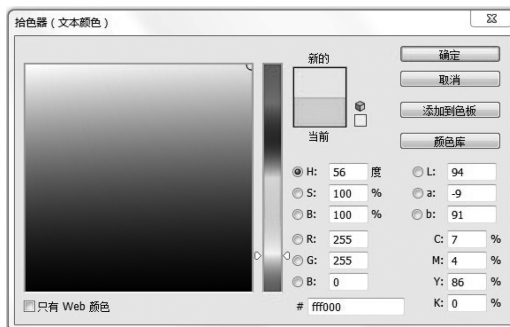 拾色器（文本颜色）
新的
当前
确定
取消
添加到色板
颜色库
H: 56 度 L: 94
S: 100 % a: -9
B: 100 % b: 91
R: 255 C: 7 %
G: 255 M: 4 %
B: 0 Y: 86 %
# fff000 K: 0 %
只有 Web 颜色